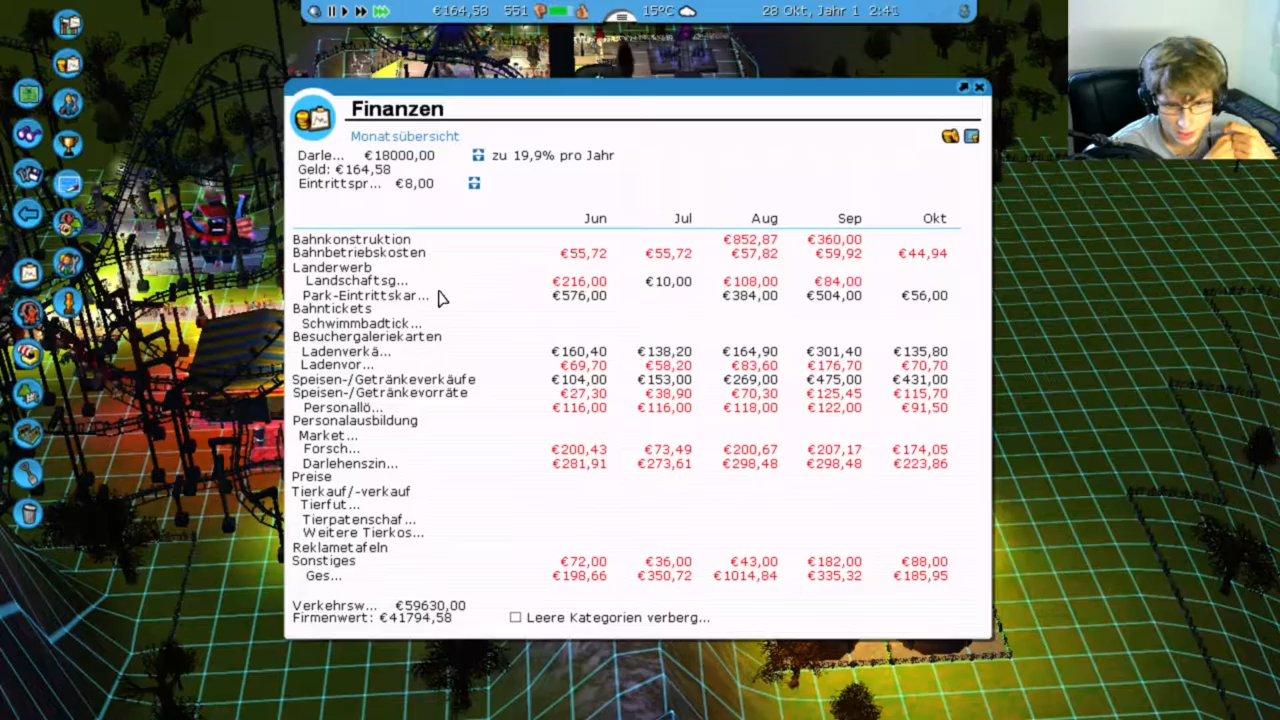 €164,58 551 15°C 28 Okt, Jahr 1 2:41
Finanzen
Monatsübersicht
Darle... €18000,00 zu 19,9% pro Jahr
Geld: €164,58
Eintrittspr... €8,00
Jun Jul Aug Sep Okt
Bahnkonstruktion €852,87 €360,00
Bahnbetriebskosten €55,72 €55,72 €57,82 €59,92 €44,94
Landerwerb
Landschaftsg... €216,00 €10,00 €108,00 €84,00
Park-Eintrittskar... €576,00 €384,00 €504,00 €56,00
Bahntickets
Schwimmbadtick...
Besuchergaleriekarten
Ladenverkä... €160,40 €138,20 €164,90 €301,40 €135,80
Ladenvor... €69,70 €58,20 €83,60 €176,70 €70,70
Speisen-/Getränkeverkäufe €104,00 €153,00 €269,00 €475,00 €431,00
Speisen-/Getränkevorräte €27,30 €38,90 €70,30 €125,45 €115,70
Personallö... €116,00 €116,00 €118,00 €122,00 €91,50
Personalausbildung
Market...
Forsch... €200,43 €73,49 €200,67 €207,17 €174,05
Darlehenszin... €281,91 €273,61 €298,48 €298,48 €223,86
Preise
Tierkauf/-verkauf
Tierfut...
Tierpatenschaf...
Weitere Tierkos...
Reklametafeln
Sonstiges €72,00 €36,00 €43,00 €182,00 €88,00
Ges... €198,66 €350,72 €1014,84 €335,32 €185,95
Verkehrsw... €59630,00
Firmenwert: €41794,58 Leere Kategorien verberg...